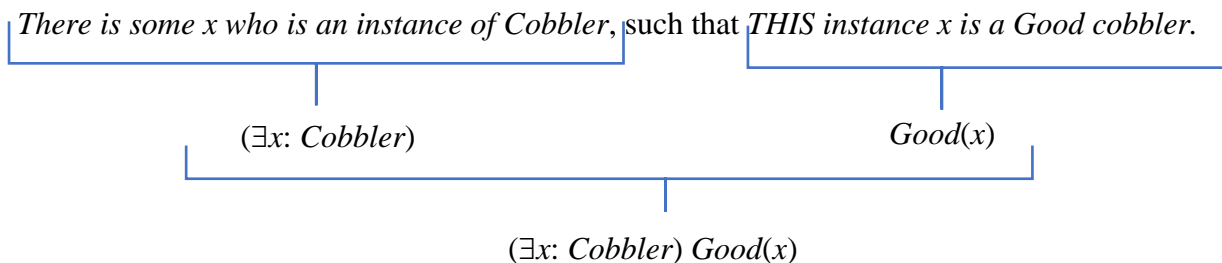 There is some x who is an instance of Cobbler, such that THIS instance x is a Good cobbler.
(∃x: Cobbler) Good(x)
(∃x: Cobbler) Good(x)